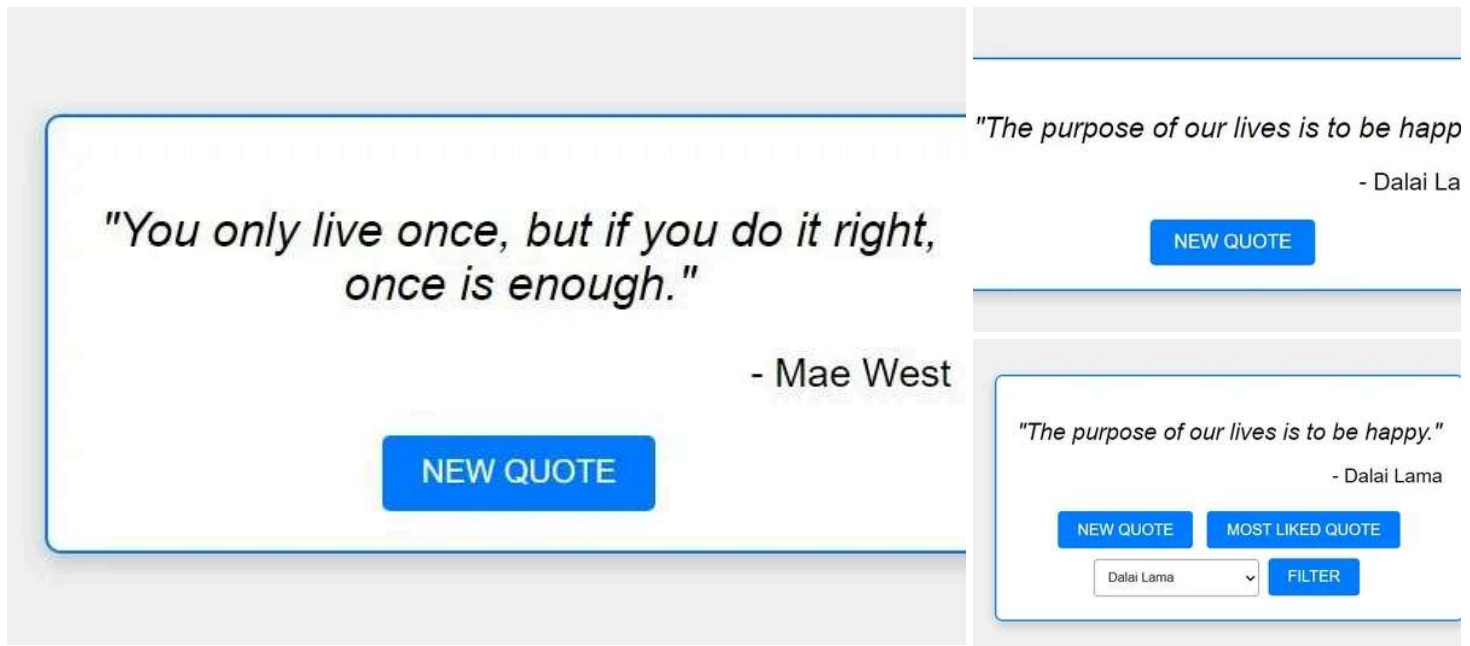 "You only live once, but if you do it right,
once is enough."
- Mae West
NEW QUOTE
"The purpose of our lives is to be happ
- Dalai La
NEW QUOTE
"The purpose of our lives is to be happy."
- Dalai Lama
NEW QUOTE MOST LIKED QUOTE
Dalai Lama FILTER